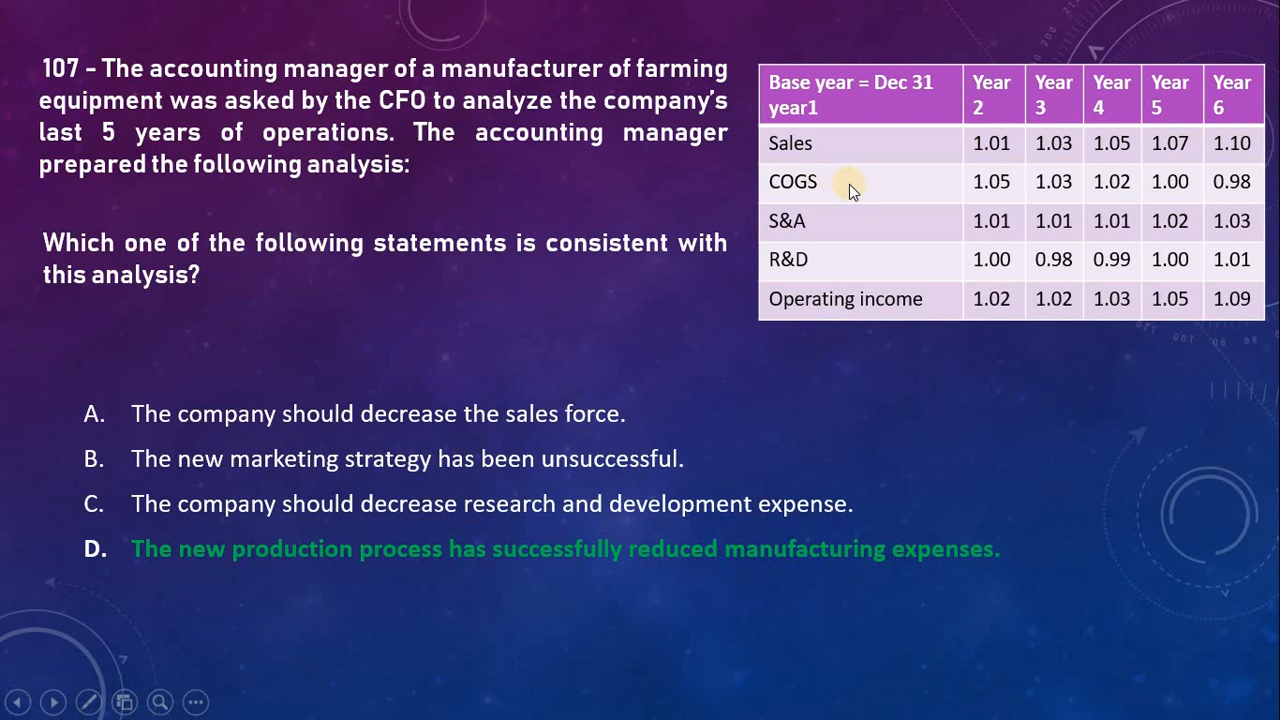 107 – The accounting manager of a manufacturer of farming
equipment was asked by the CFO to analyze the company's
last 5 years of operations. The accounting manager
prepared the following analysis:
Which one of the following statements is consistent with
this analysis?
Base year = Dec 31 year1 Year 2 Year 3 Year 4 Year 5 Year 6
Sales 1.01 1.03 1.05 1.07 1.10
COGS 1.05 1.03 1.02 1.00 0.98
S&A 1.01 1.01 1.01 1.02 1.03
R&D 1.00 0.98 0.99 1.00 1.01
Operating income 1.02 1.02 1.03 1.05 1.09
A. The company should decrease the sales force.
B. The new marketing strategy has been unsuccessful.
C. The company should decrease research and development expense.
D. The new production process has successfully reduced manufacturing expenses.